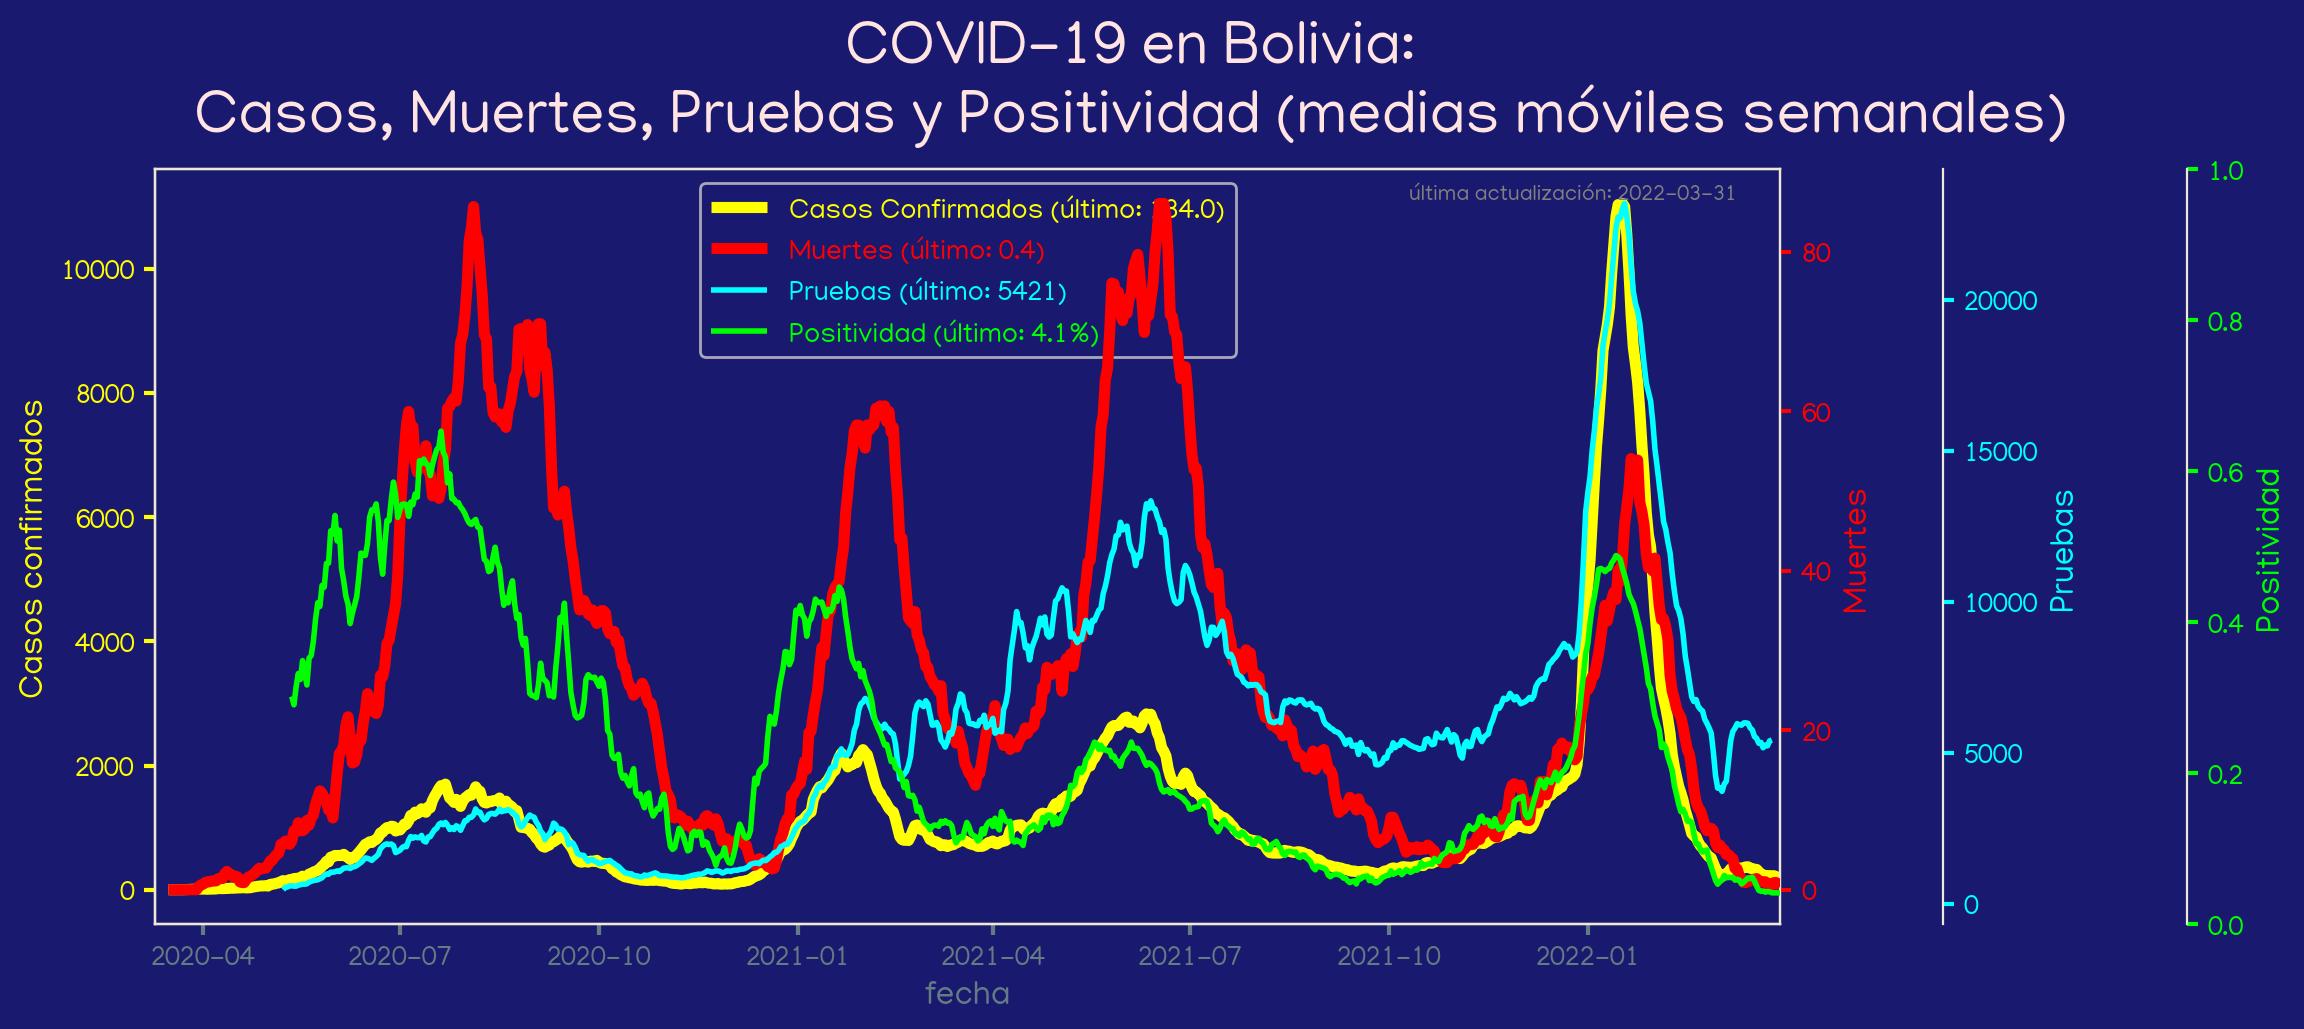 COVID-19 en Bolivia:
Casos, Muertes, Pruebas y Positividad (medias móviles semanales)
última actualización: 2022-03-31
Casos Confirmados (último: 84.0)
Muertes (último: 0.4)
Pruebas (último: 5421)
Positividad (último: 4.1%)
Casos confirmados
10000
8000
6000
4000
2000
0
80
60
40
20
0
Muertes
20000
15000
10000
5000
0
Pruebas
1.0
0.8
0.6
0.4
0.2
0.0
Positividad
2020-04 2020-07 2020-10 2021-01 2021-04 2021-07 2021-10 2022-01
fecha